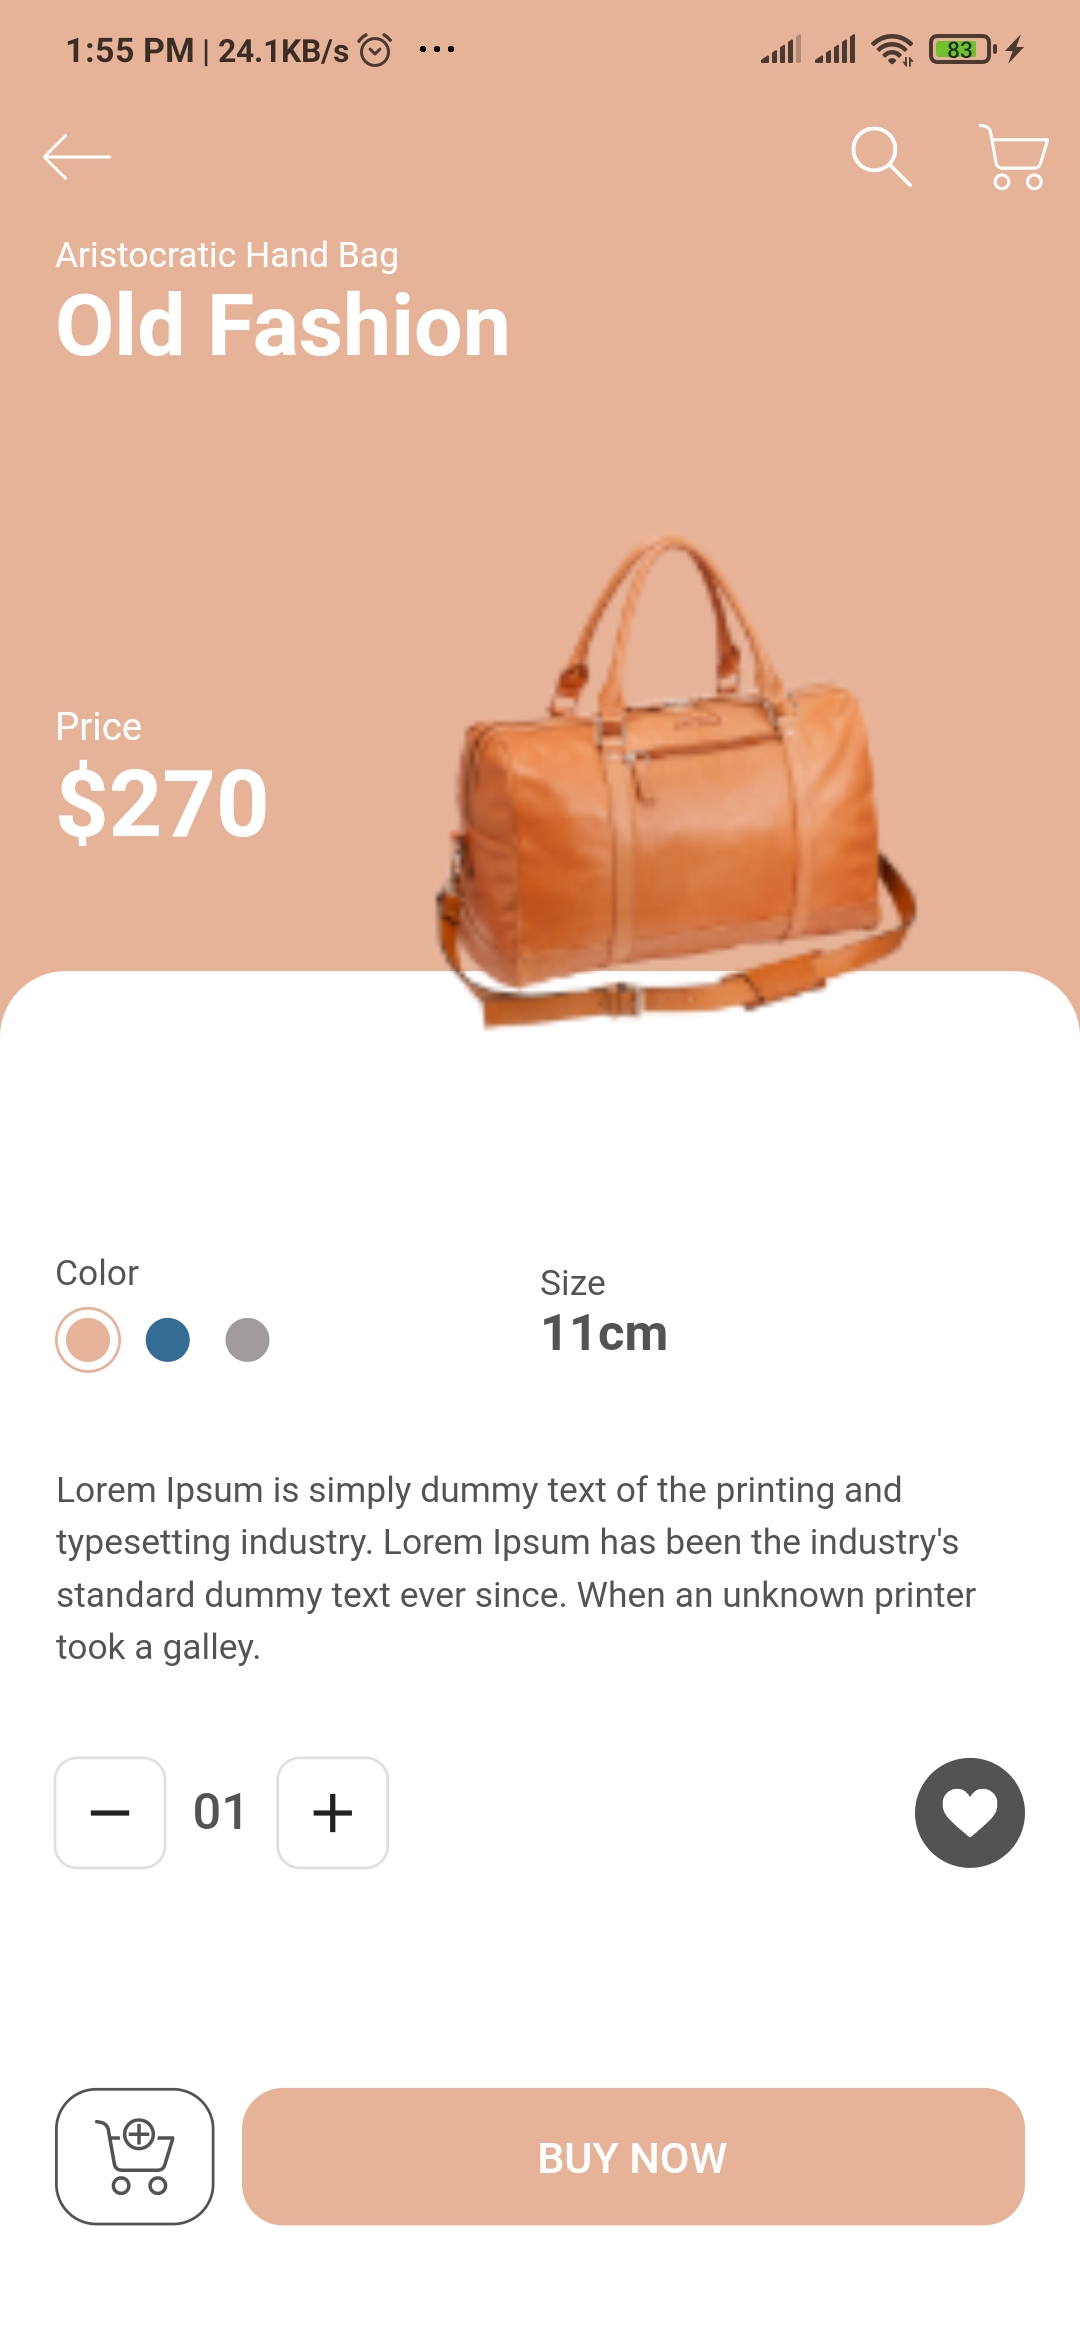 1:55 PM | 24.1KB/s ...
83
Aristocratic Hand Bag
Old Fashion
Price
$270
Color
Size
11cm
Lorem Ipsum is simply dummy text of the printing and
typesetting industry. Lorem Ipsum has been the industry's
standard dummy text ever since. When an unknown printer
took a galley.
01
BUY NOW